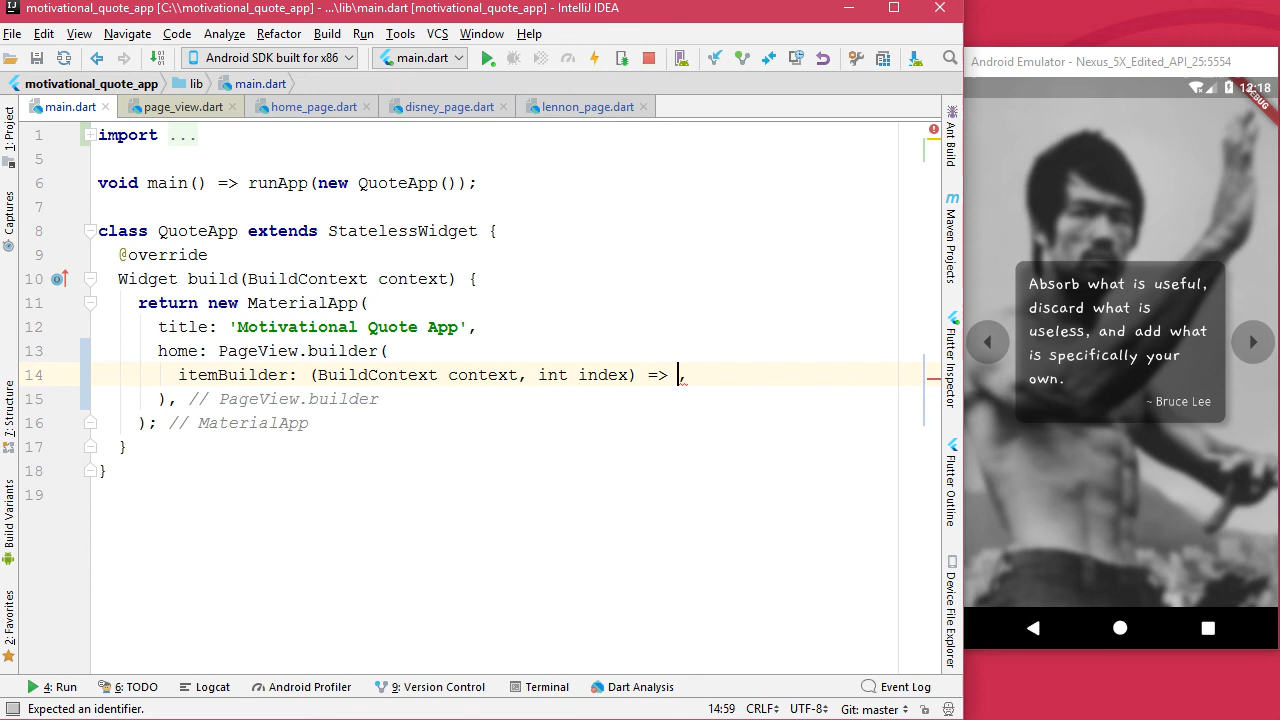 motivational_quote_app [C:\\motivational_quote_app] - ...\lib\main.dart [motivational_quote_app] - IntelliJ IDEA
File Edit View Navigate Code Analyze Refactor Build Run Tools VCS Window Help
Android SDK built for x86 main.dart
motivational_quote_app lib main.dart
main.dart page_view.dart home_page.dart disney_page.dart lennon_page.dart
1 import ...
5
6 void main() => runApp(new QuoteApp());
7
8 class QuoteApp extends StatelessWidget {
9 @override
10 Widget build(BuildContext context) {
11 return new MaterialApp(
12 title: 'Motivational Quote App',
13 home: PageView.builder(
14 itemBuilder: (BuildContext context, int index) => ,
15 ), // PageView.builder
16 ); // MaterialApp
17 }
18 }
19
1: Project
Captures
7: Structure
Build Variants
2: Favorites
Ant Build
m
Maven Projects
Flutter Inspector
Flutter Outline
Device File Explorer
4: Run 6: TODO Logcat Android Profiler 9: Version Control Terminal Dart Analysis Event Log
Expected an identifier. 14:59 CRLF UTF-8 Git: master
Android Emulator - Nexus_5X_Edited_API_25:5554
12:18
DEBUG
Absorb what is useful,
discard what is
useless, and add what
is specifically your
own.
~ Bruce Lee